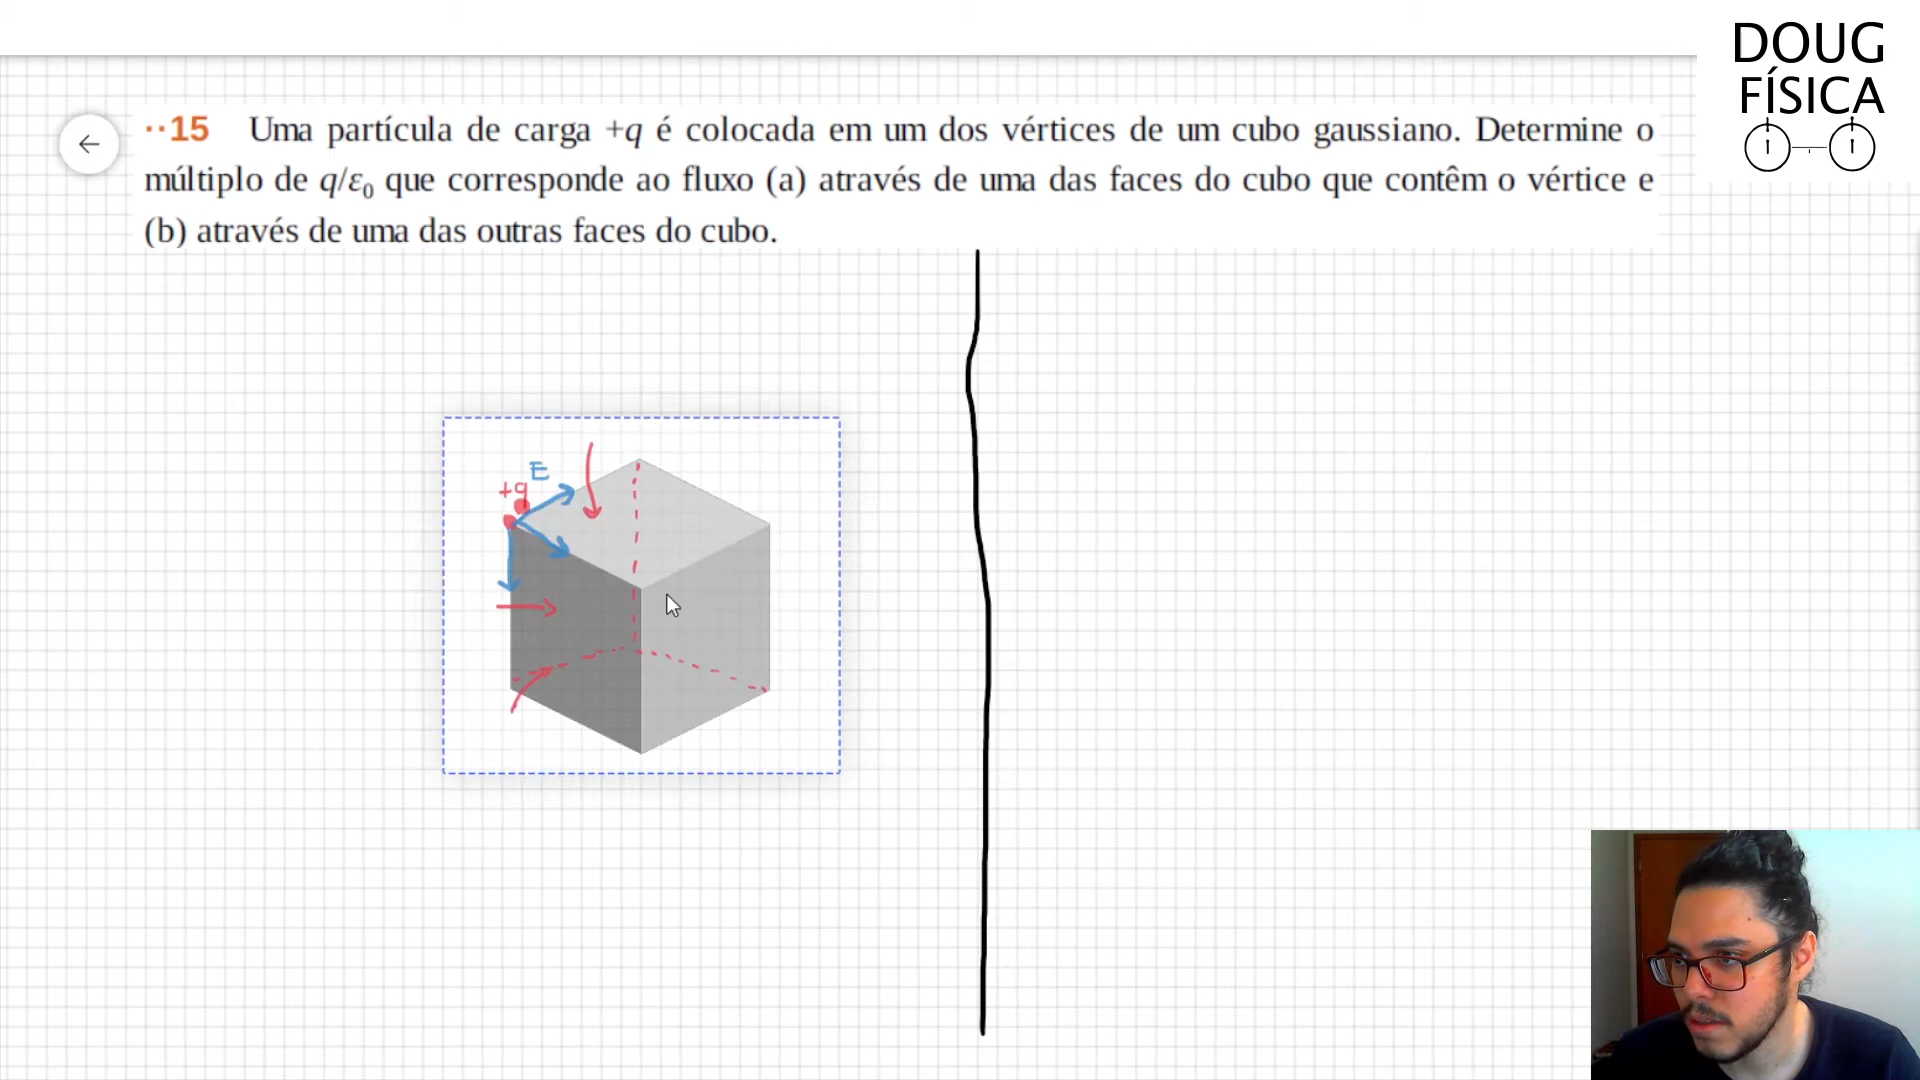 DOUG
FÍSICA
··15 Uma partícula de carga +q é colocada em um dos vértices de um cubo gaussiano. Determine o
múltiplo de q/ε₀ que corresponde ao fluxo (a) através de uma das faces do cubo que contêm o vértice e
(b) através de uma das outras faces do cubo.
E
+q